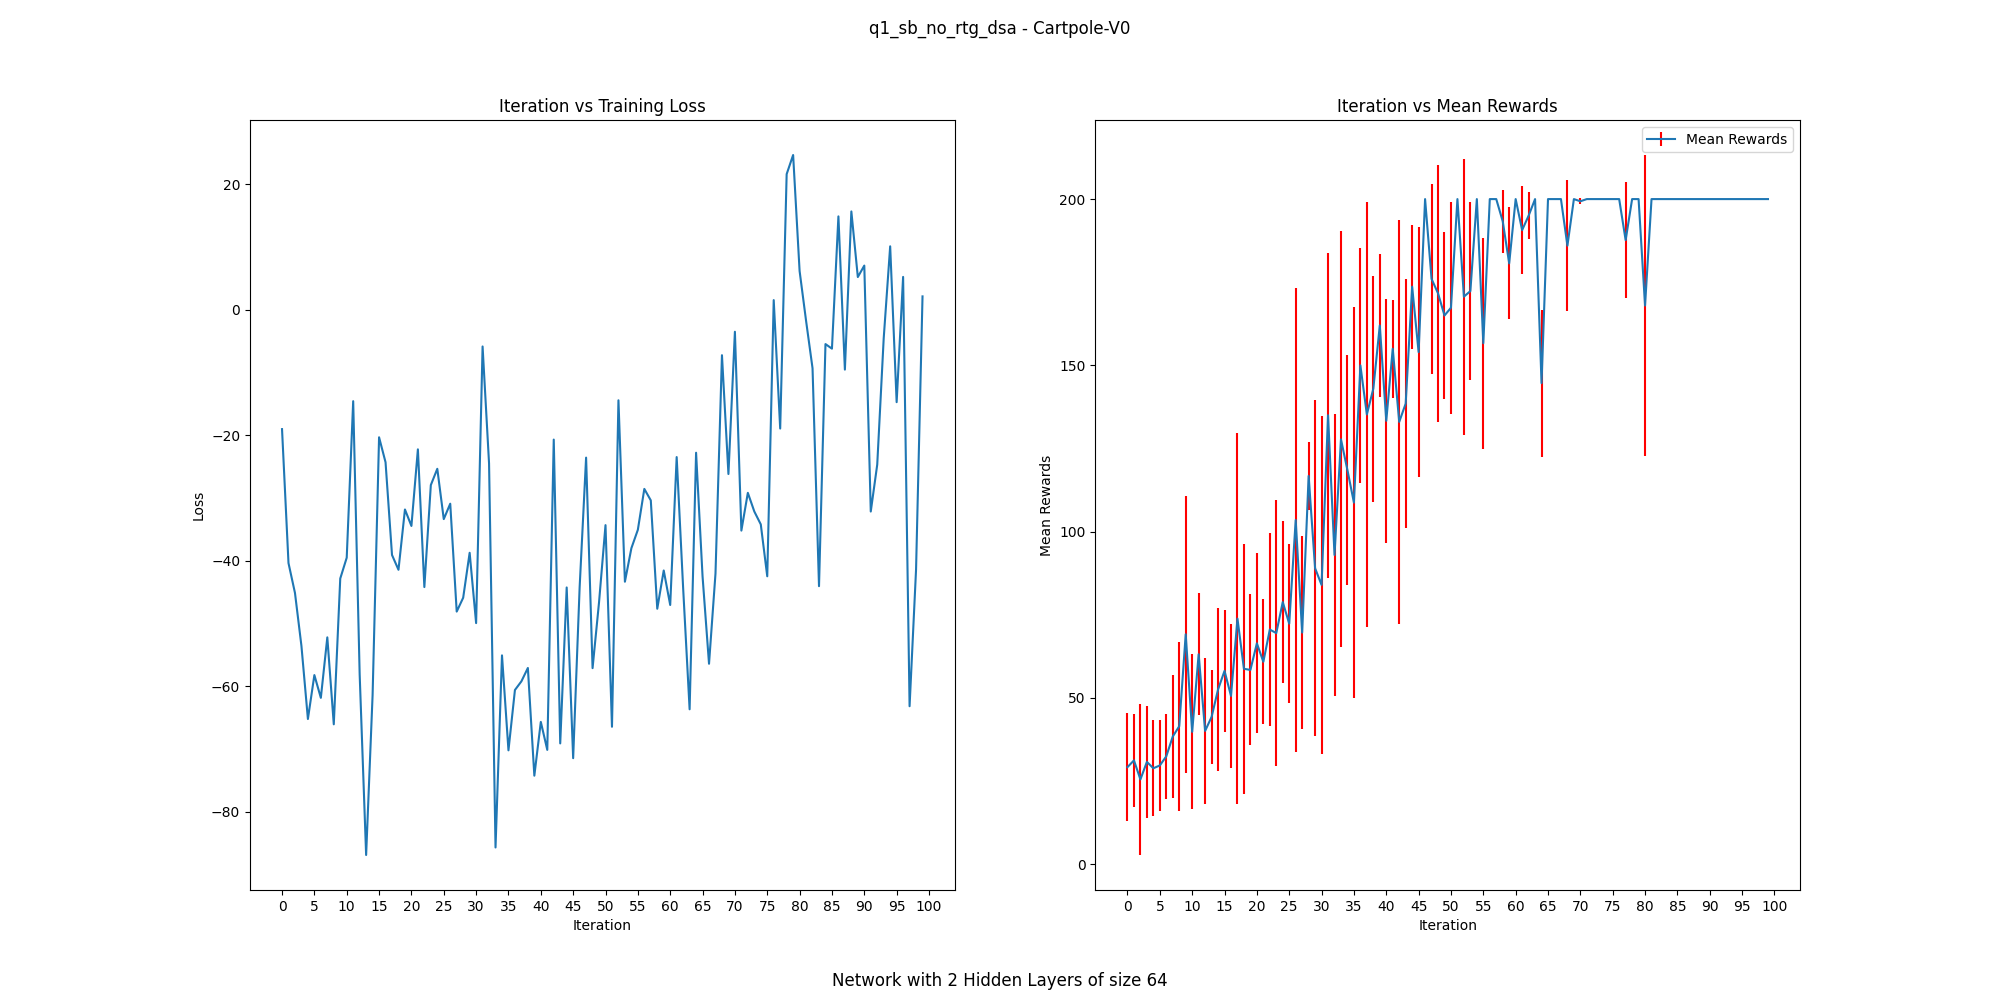 q1_sb_no_rtg_dsa - Cartpole-V0
Iteration vs Training Loss
20
0
−20
−40
−60
−80
Loss
0 5 10 15 20 25 30 35 40 45 50 55 60 65 70 75 80 85 90 95 100
Iteration
Iteration vs Mean Rewards
Mean Rewards
200
150
100
50
0
Mean Rewards
0 5 10 15 20 25 30 35 40 45 50 55 60 65 70 75 80 85 90 95 100
Iteration
Network with 2 Hidden Layers of size 64